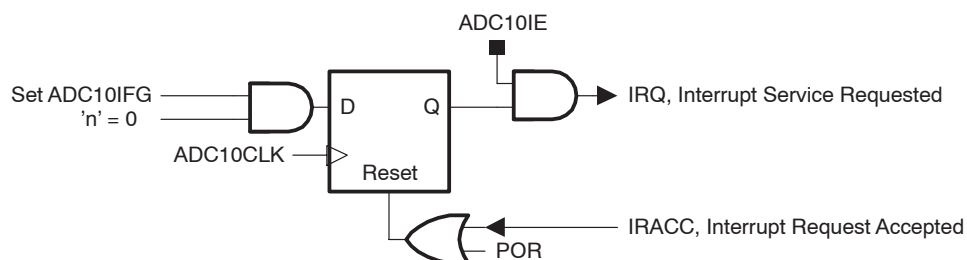 ADC10IE
Set ADC10IFG
'n' = 0
D
Q
IRQ, Interrupt Service Requested
ADC10CLK
Reset
IRACC, Interrupt Request Accepted
POR